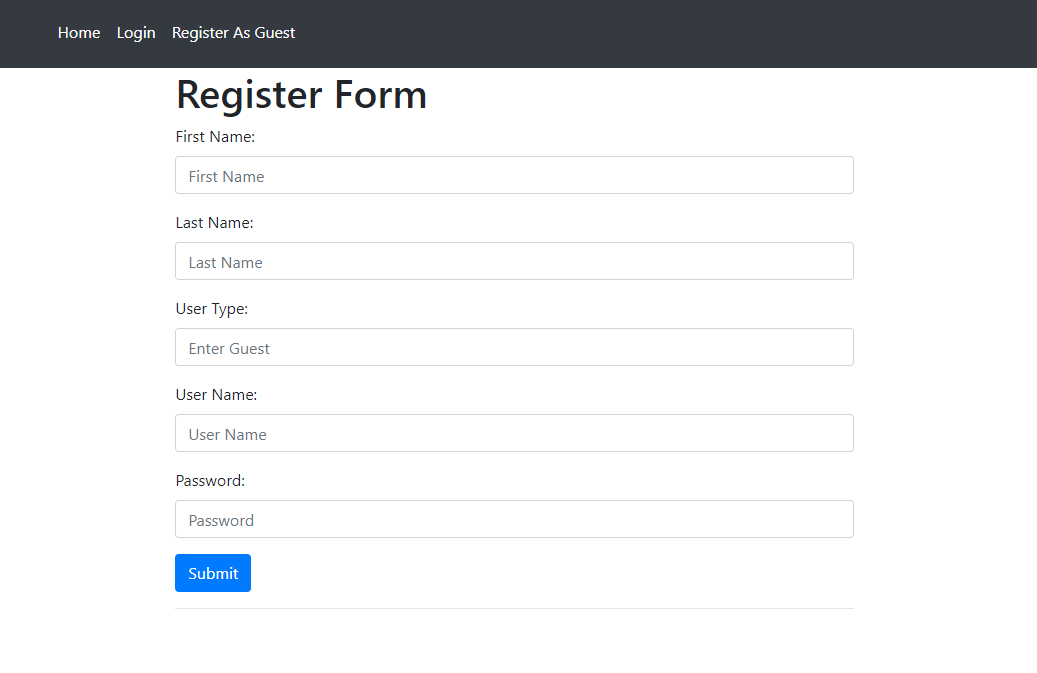 Home Login Register As Guest
Register Form
First Name:
First Name
Last Name:
Last Name
User Type:
Enter Guest
User Name:
User Name
Password:
Password
Submit